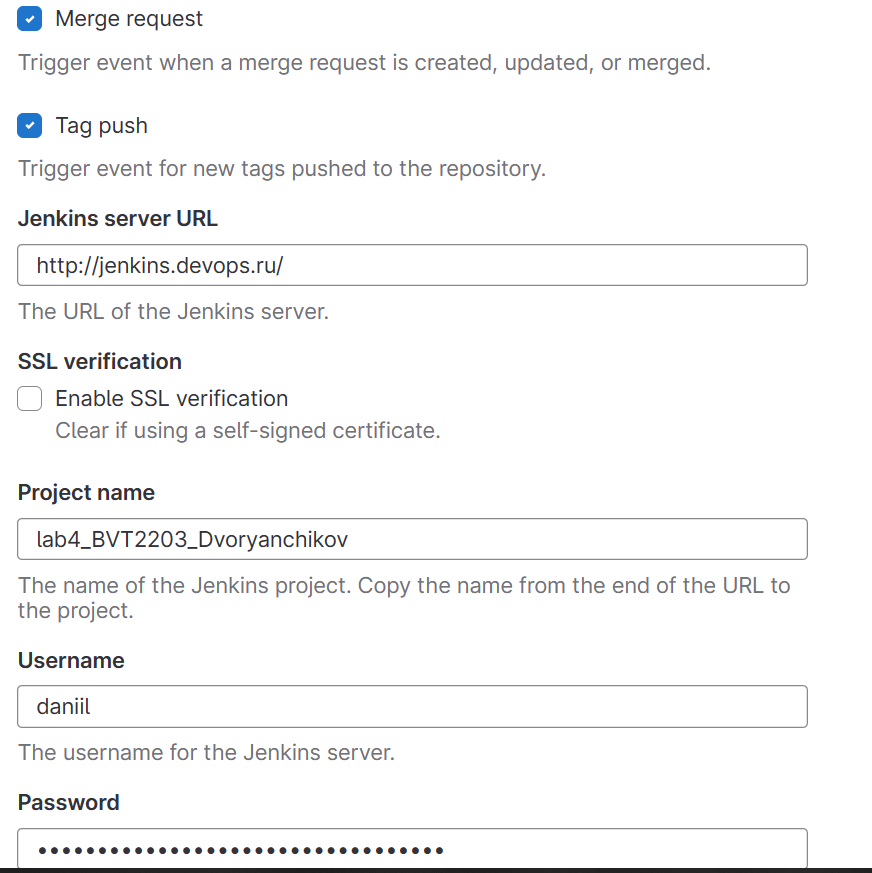 Merge request
Trigger event when a merge request is created, updated, or merged.
Tag push
Trigger event for new tags pushed to the repository.
Jenkins server URL
http://jenkins.devops.ru/
The URL of the Jenkins server.
SSL verification
Enable SSL verification
Clear if using a self-signed certificate.
Project name
lab4_BVT2203_Dvoryanchikov
The name of the Jenkins project. Copy the name from the end of the URL to
the project.
Username
daniil
The username for the Jenkins server.
Password
••••••••••••••••••••••••••••••••••